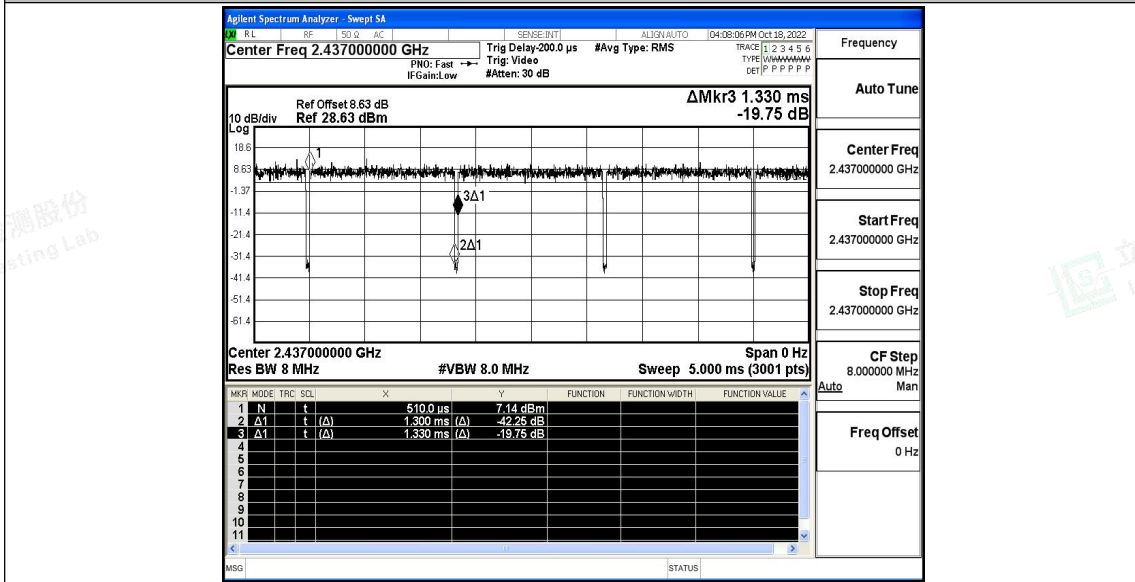 Agilent Spectrum Analyzer - Swept SA
LXI RL RF 50 Ω AC SENSE:INT ALIGN AUTO 04:08:06 PM Oct 18, 2022
Center Freq 2.437000000 GHz Trig Delay-200.0 µs #Avg Type: RMS TRACE 1 2 3 4 5 6
PNO: Fast Trig: Video TYPE
IFGain:Low #Atten: 30 dB DET P P P P P P
ΔMkr3 1.330 ms
Ref Offset 8.63 dB
10 dB/div Ref 28.63 dBm -19.75 dB
Log
18.6
8.63
-1.37
-11.4
-21.4
-31.4
-41.4
-51.4
-61.4
1
3Δ1
2Δ1
Center 2.437000000 GHz Span 0 Hz
Res BW 8 MHz #VBW 8.0 MHz Sweep 5.000 ms (3001 pts)
MKR MODE TRC SCL X Y FUNCTION FUNCTION WIDTH FUNCTION VALUE
1 N t 510.0 µs 7.14 dBm
2 Δ1 t (Δ) 1.300 ms (Δ) -42.25 dB
3 Δ1 t (Δ) 1.330 ms (Δ) -19.75 dB
4
5
6
7
8
9
10
11
MSG STATUS
Frequency
Auto Tune
Center Freq
2.437000000 GHz
Start Freq
2.437000000 GHz
Stop Freq
2.437000000 GHz
CF Step
8.000000 MHz
Auto Man
Freq Offset
0 Hz
测股份
sting Lab
立